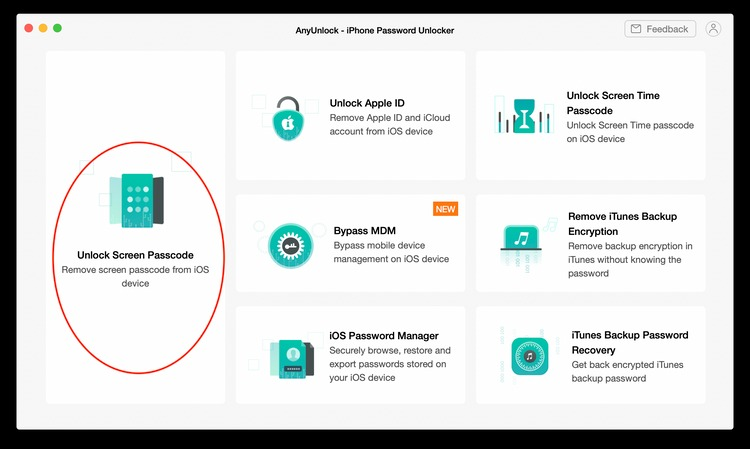 AnyUnlock - iPhone Password Unlocker
Feedback
Unlock Screen Passcode
Remove screen passcode from iOS
device
Unlock Apple ID
Remove Apple ID and iCloud
account from iOS device
Unlock Screen Time
Passcode
Unlock Screen Time passcode
on iOS device
NEW
Bypass MDM
Bypass mobile device
management on iOS device
Remove iTunes Backup
Encryption
Remove backup encryption in
iTunes without knowing the
password
iOS Password Manager
Securely browse, restore and
export passwords stored on
your iOS device
iTunes Backup Password
Recovery
Get back encrypted iTunes
backup password